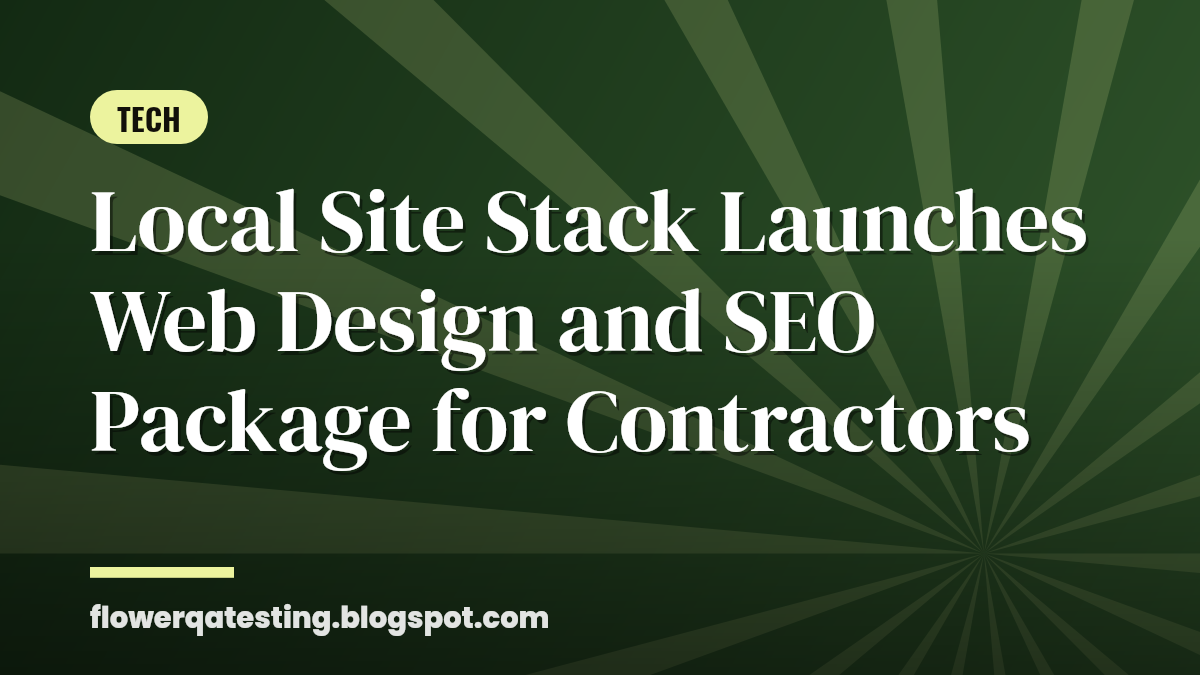 TECH
Local Site Stack Launches
Web Design and SEO
Package for Contractors
flowerqatesting.blogspot.com